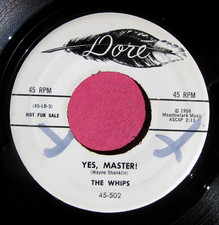 Dore
45 RPM
45 RPM
(45-LB-3)
NOT FOR SALE
℗ 1958
Meadowlark Music
ASCAP 2:11
YES, MASTER!
(Wayne Shanklin)
THE WHIPS
45-502